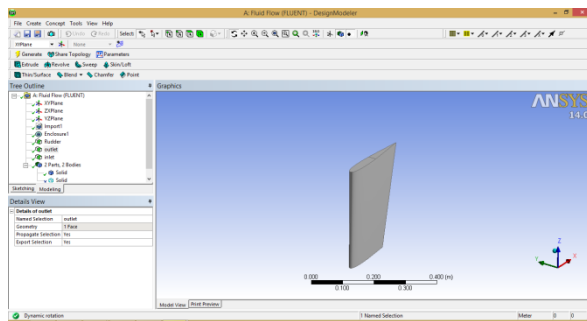 A: Fluid Flow (FLUENT) - DesignModeler
File Create Concept Tools View Help
Undo Redo Select:
XYPlane None
Generate Share Topology Parameters
Extrude Revolve Sweep Skin/Loft
Thin/Surface Blend Chamfer Point
Tree Outline
A: Fluid Flow (FLUENT)
XYPlane
ZXPlane
YZPlane
Import1
Enclosure1
Rudder
outlet
inlet
2 Parts, 2 Bodies
Solid
Solid
Sketching Modeling
Details View
Details of outlet
Named Selection outlet
Geometry 1 Face
Propagate Selection Yes
Export Selection Yes
Graphics
ANSYS
14.0
Z
Y X
0.000 0.200 0.400 (m)
0.100 0.300
Model View Print Preview
Dynamic rotation 1 Named Selection Meter 0 0